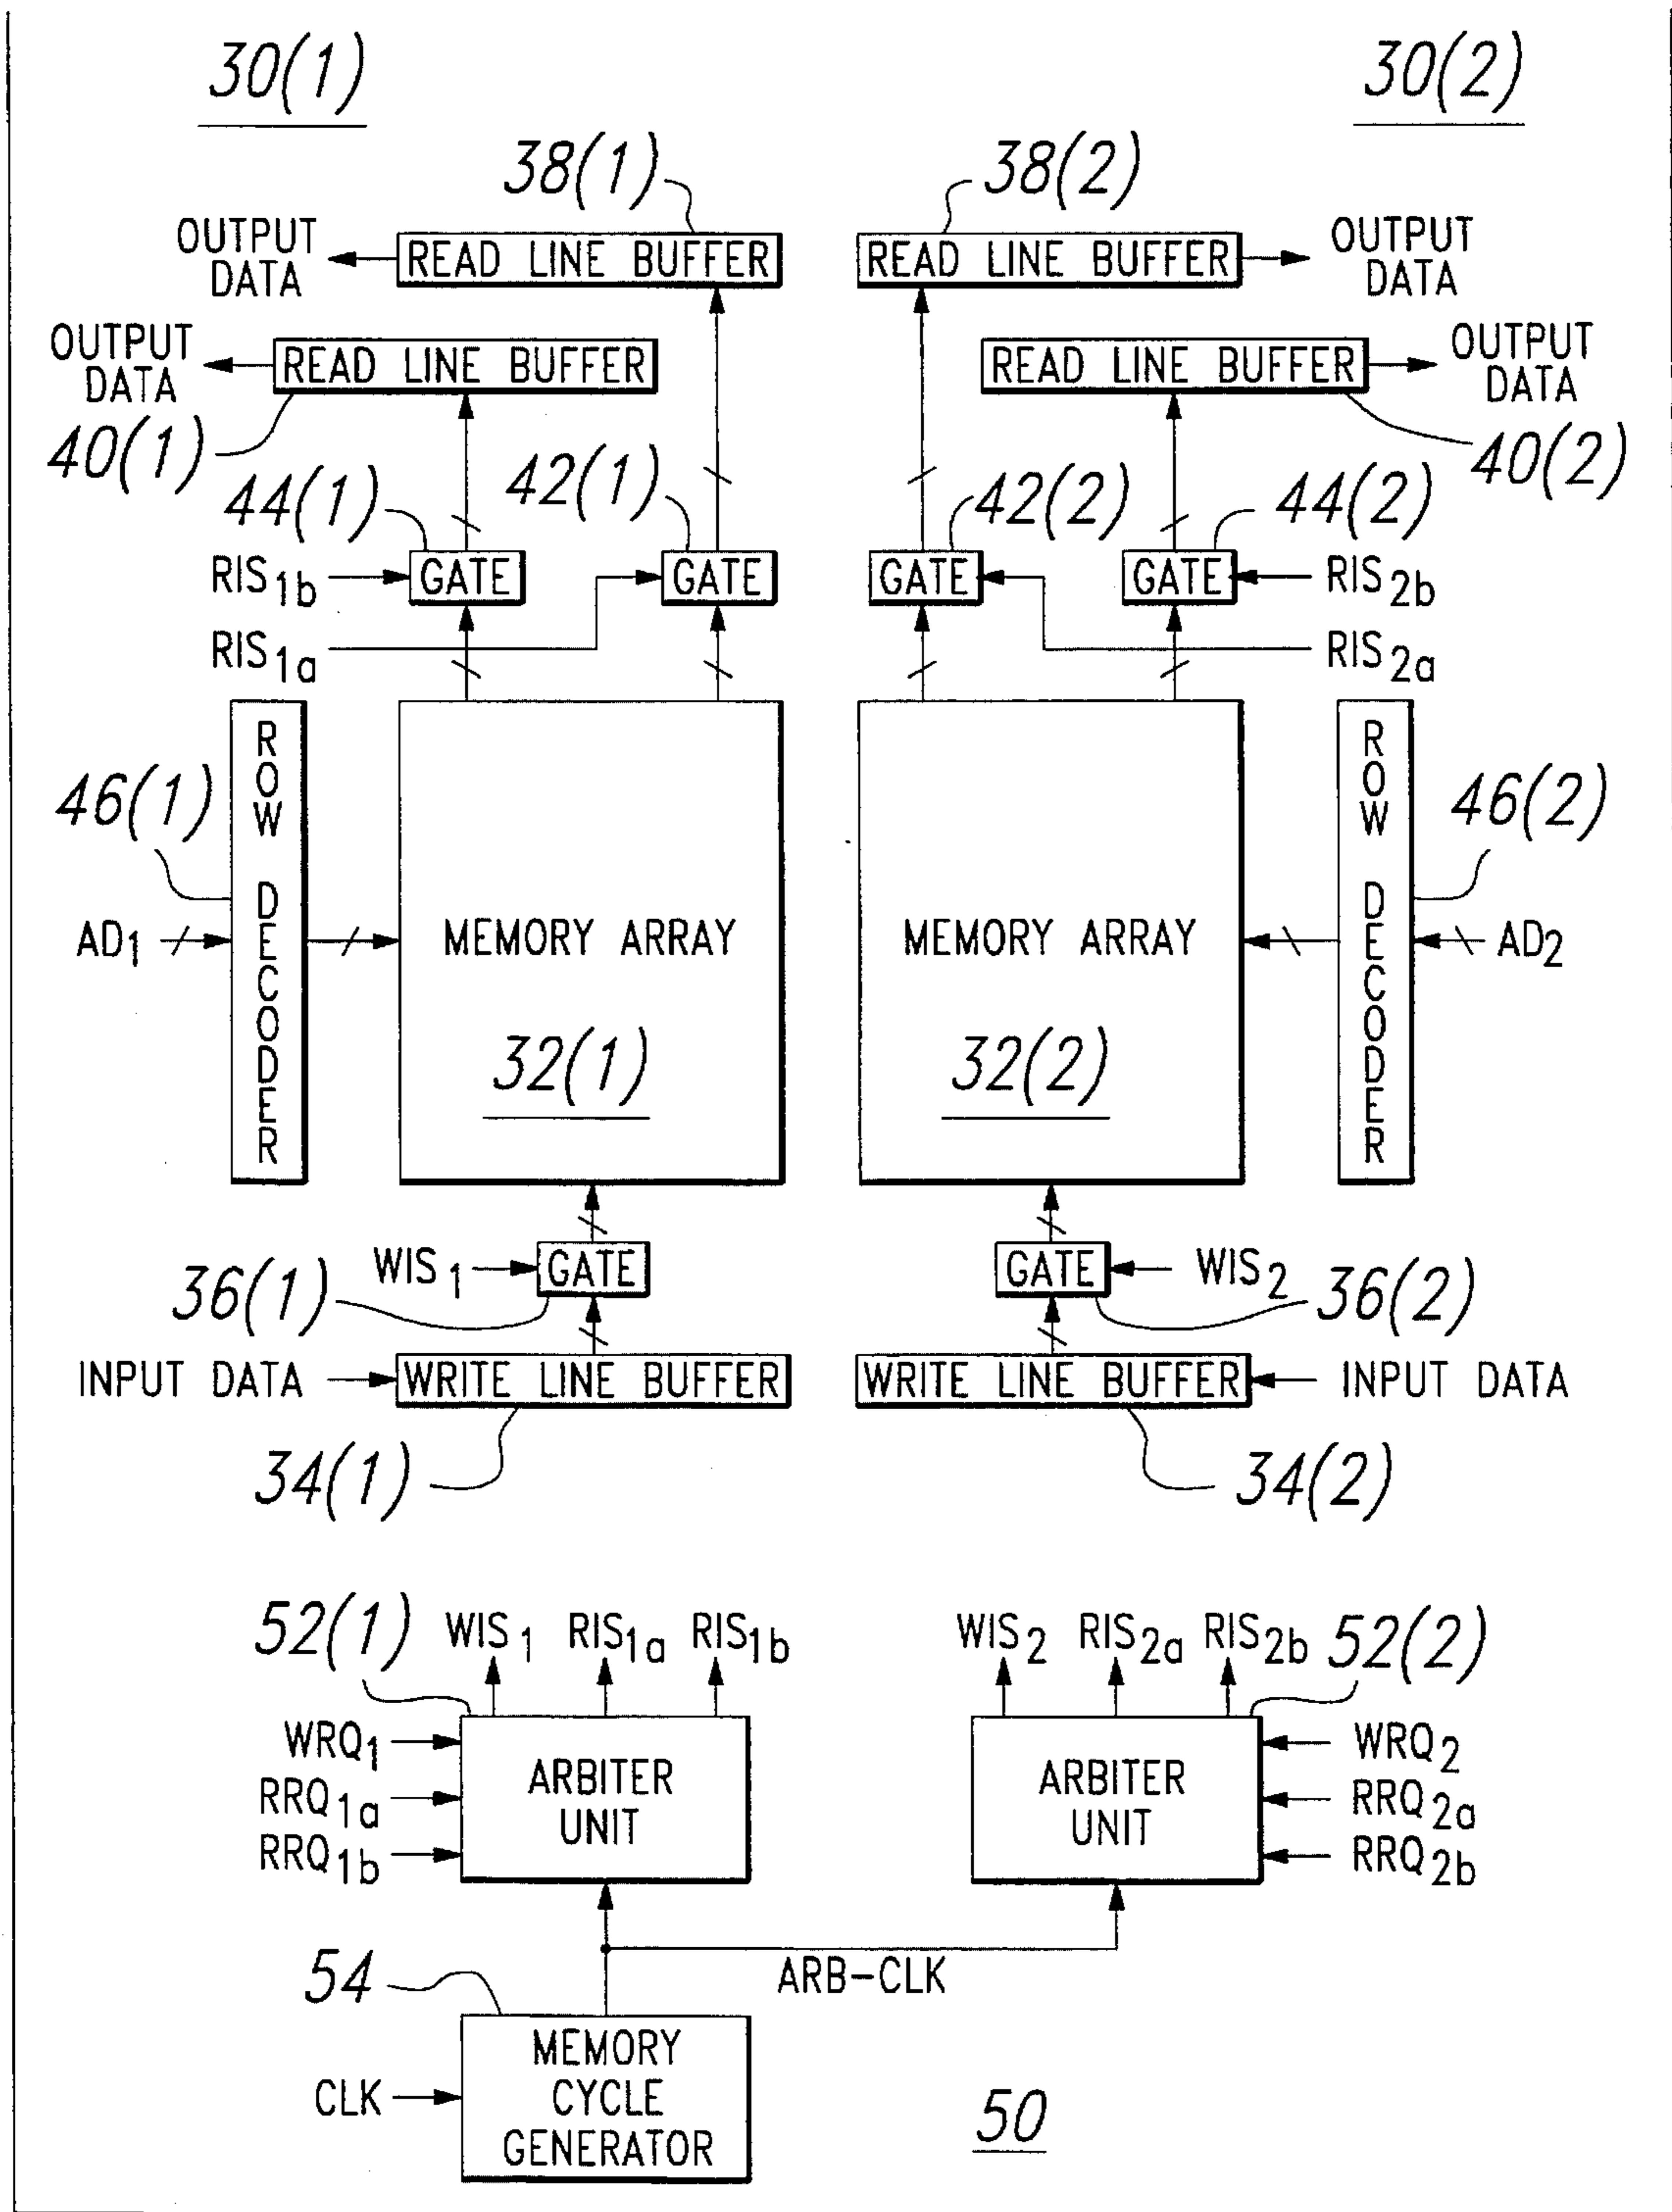 30(1) 30(2)
38(1) 38(2)
OUTPUT DATA READ LINE BUFFER READ LINE BUFFER OUTPUT DATA
OUTPUT DATA READ LINE BUFFER READ LINE BUFFER OUTPUT DATA
40(1) 44(1) 42(1) 42(2) 44(2) 40(2)
RIS1b GATE GATE GATE GATE RIS2b
RIS1a RIS2a
46(1) ROW DECODER MEMORY ARRAY MEMORY ARRAY ROW DECODER 46(2)
AD1 AD2
32(1) 32(2)
WIS1 GATE GATE WIS2
36(1) 36(2)
INPUT DATA WRITE LINE BUFFER WRITE LINE BUFFER INPUT DATA
34(1) 34(2)
52(1) WIS1 RIS1a RIS1b WIS2 RIS2a RIS2b 52(2)
WRQ1 WRQ2
RRQ1a ARBITER UNIT ARBITER UNIT RRQ2a
RRQ1b RRQ2b
54 ARB-CLK
CLK MEMORY CYCLE GENERATOR
50